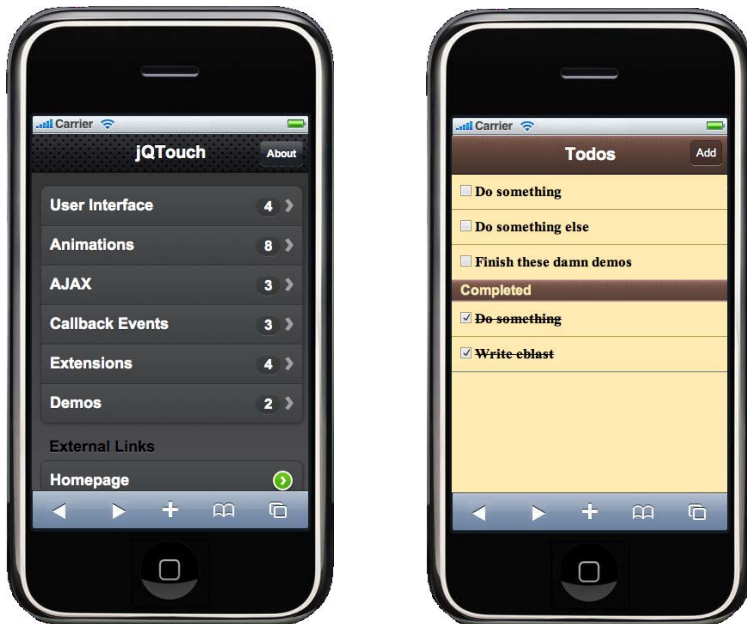 Carrier
jQTouch
About
User Interface 4
Animations 8
AJAX 3
Callback Events 3
Extensions 4
Demos 2
External Links
Homepage
Carrier
Todos
Add
Do something
Do something else
Finish these damn demos
Completed
Do something
Write eblast